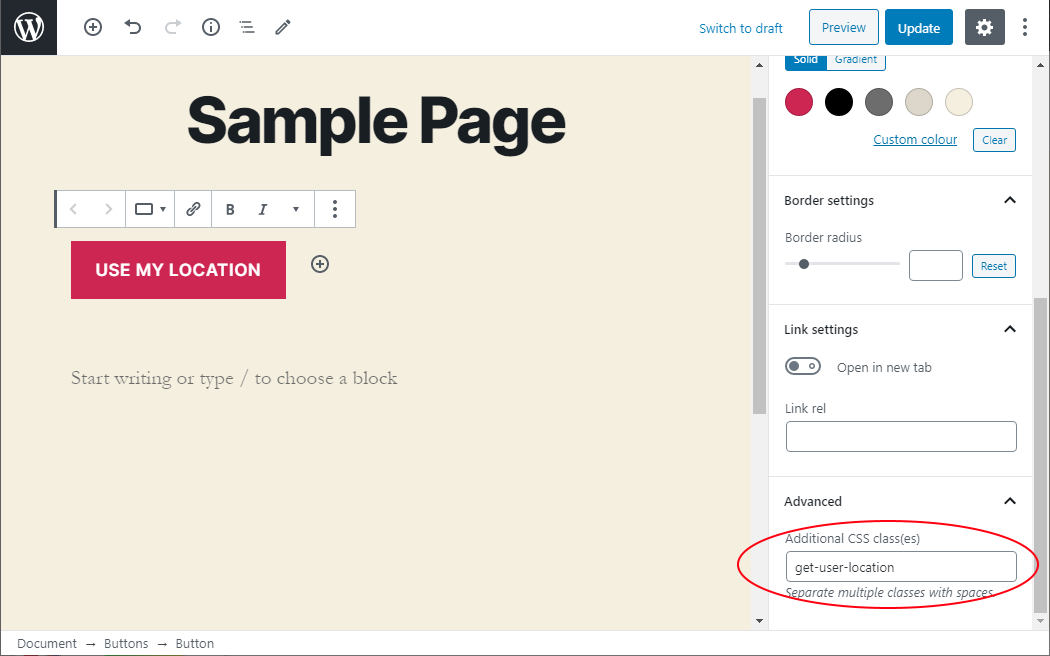 Switch to draft
Preview
Update
Sample Page
B I
USE MY LOCATION
Start writing or type / to choose a block
Solid Gradient
Custom colour
Clear
Border settings
Border radius
Reset
Link settings
Open in new tab
Link rel
Advanced
Additional CSS class(es)
get-user-location
Separate multiple classes with spaces.
Document → Buttons → Button